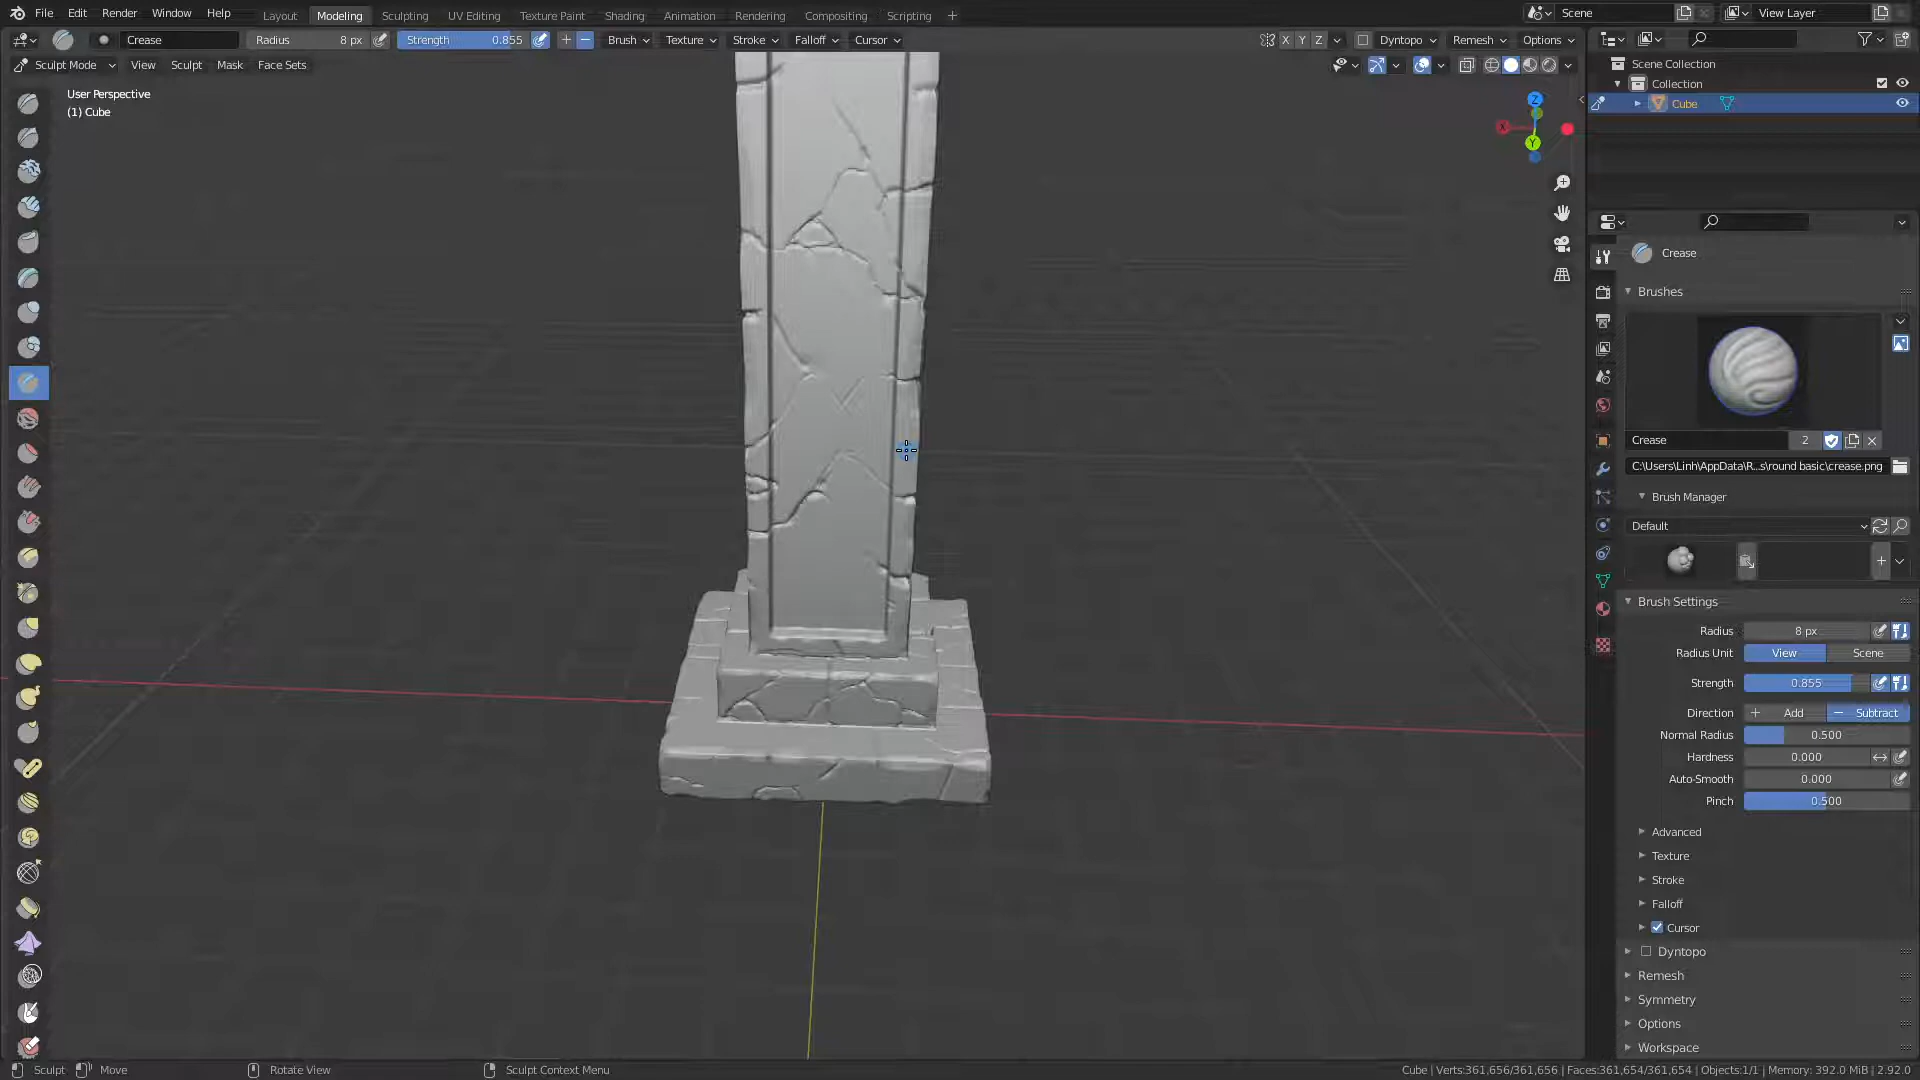 File Edit Render Window Help Layout Modeling Sculpting UV Editing Texture Paint Shading Animation Rendering Compositing Scripting + Scene View Layer
Crease Radius 8 px Strength 0.855 Brush Texture Stroke Falloff Cursor X Y Z Dyntopo Remesh Options
Sculpt Mode View Sculpt Mask Face Sets
User Perspective
(1) Cube
Z
X
Y
Scene Collection
Collection
Cube
Crease
Brushes
Crease 2
C:\Users\Linh\AppData\R...s\round basic\crease.png
Brush Manager
Default
Brush Settings
Radius 8 px
Radius Unit View Scene
Strength 0.855
Direction + Add − Subtract
Normal Radius 0.500
Hardness 0.000
Auto-Smooth 0.000
Pinch 0.500
Advanced
Texture
Stroke
Falloff
Cursor
Dyntopo
Remesh
Symmetry
Options
Workspace
Sculpt Move Rotate View Sculpt Context Menu Cube | Verts:361,656/361,656 | Faces:361,654/361,654 | Objects:1/1 | Memory: 392.0 MiB | 2.92.0